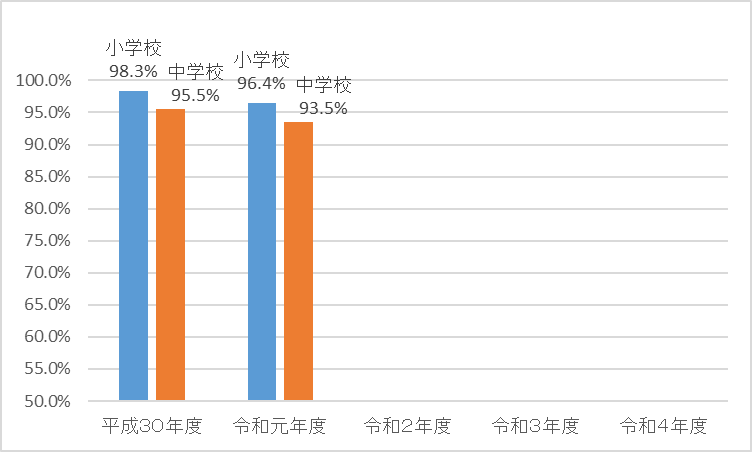 小学校
98.3%
中学校
95.5%
小学校
96.4%
中学校
93.5%
100.0%
95.0%
90.0%
85.0%
80.0%
75.0%
70.0%
65.0%
60.0%
55.0%
50.0%
平成30年度
令和元年度
令和2年度
令和3年度
令和4年度